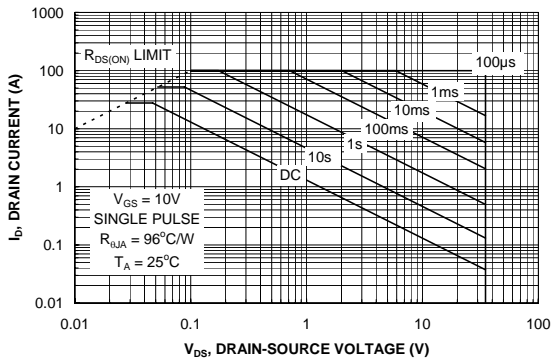 1000
100
10
1
0.1
0.01
I_D, DRAIN CURRENT (A)
R_DS(ON) LIMIT
100µs
1ms
10ms
100ms
1s
10s
DC
V_GS = 10V
SINGLE PULSE
R_θJA = 96°C/W
T_A = 25°C
0.01 0.1 1 10 100
V_DS, DRAIN-SOURCE VOLTAGE (V)